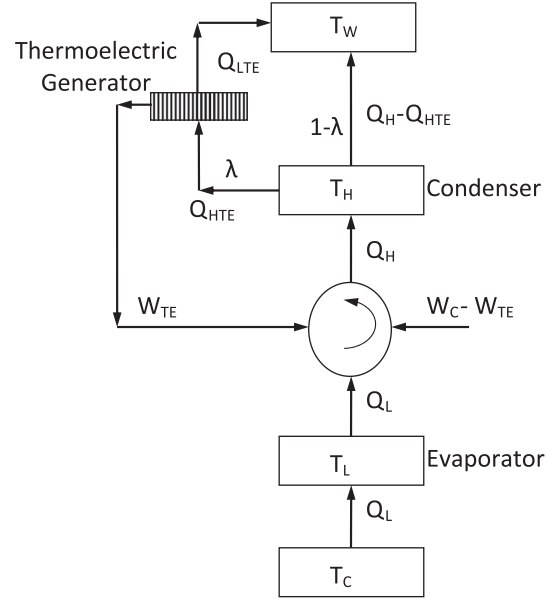 T_W
Thermoelectric
Generator
Q_LTE
1-λ
Q_H-Q_HTE
λ
T_H
Condenser
Q_HTE
Q_H
W_TE
W_C- W_TE
Q_L
T_L
Evaporator
Q_L
T_C